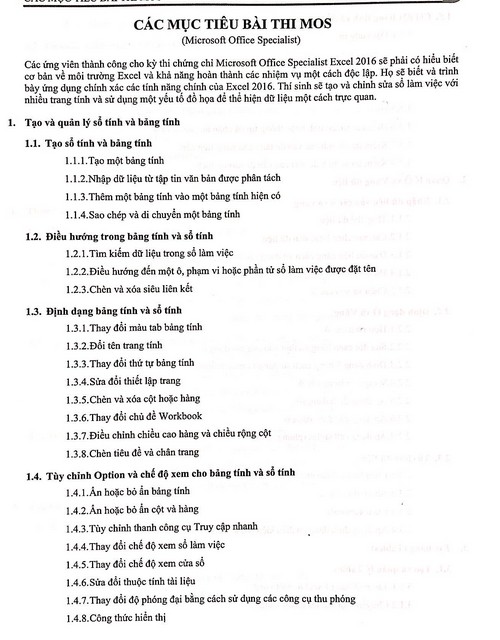 CÁC MỤC TIÊU BÀI THI MOS
(Microsoft Office Specialist)
Các ứng viên thành công cho kỳ thi chứng chỉ Microsoft Office Specialist Excel 2016 sẽ phải có hiểu biết
cơ bản về môi trường Excel và khả năng hoàn thành các nhiệm vụ một cách độc lập. Họ sẽ biết và trình
bày ứng dụng chính xác các tính năng chính của Excel 2016. Thí sinh sẽ tạo và chỉnh sửa sổ làm việc với
nhiều trang tính và sử dụng một yếu tố đồ họa để thể hiện dữ liệu một cách trực quan.
1. Tạo và quản lý sổ tính và bảng tính
1.1. Tạo sổ tính và bảng tính
1.1.1.Tạo một bảng tính
1.1.2.Nhập dữ liệu từ tập tin văn bản được phân tách
1.1.3.Thêm một bảng tính vào một bảng tính hiện có
1.1.4.Sao chép và di chuyển một bảng tính
1.2. Điều hướng trong bảng tính và sổ tính
1.2.1.Tìm kiếm dữ liệu trong sổ làm việc
1.2.2.Điều hướng đến một ô, phạm vi hoặc phần tử sổ làm việc được đặt tên
1.2.3.Chèn và xóa siêu liên kết
1.3. Định dạng bảng tính và sổ tính
1.3.1.Thay đổi màu tab bảng tính
1.3.2.Đổi tên trang tính
1.3.3.Thay đổi thứ tự bảng tính
1.3.4.Sửa đổi thiết lập trang
1.3.5.Chèn và xóa cột hoặc hàng
1.3.6.Thay đổi chủ đề Workbook
1.3.7.Điều chỉnh chiều cao hàng và chiều rộng cột
1.3.8.Chèn tiêu đề và chân trang
1.4. Tùy chỉnh Option và chế độ xem cho bảng tính và sổ tính
1.4.1.Ẩn hoặc bỏ ẩn bảng tính
1.4.2.Ẩn hoặc bỏ ẩn cột và hàng
1.4.3.Tùy chỉnh thanh công cụ Truy cập nhanh
1.4.4.Thay đổi chế độ xem sổ làm việc
1.4.5.Thay đổi chế độ xem cửa sổ
1.4.6.Sửa đổi thuộc tính tài liệu
1.4.7.Thay đổi độ phóng đại bằng cách sử dụng các công cụ thu phóng
1.4.8.Công thức hiển thị